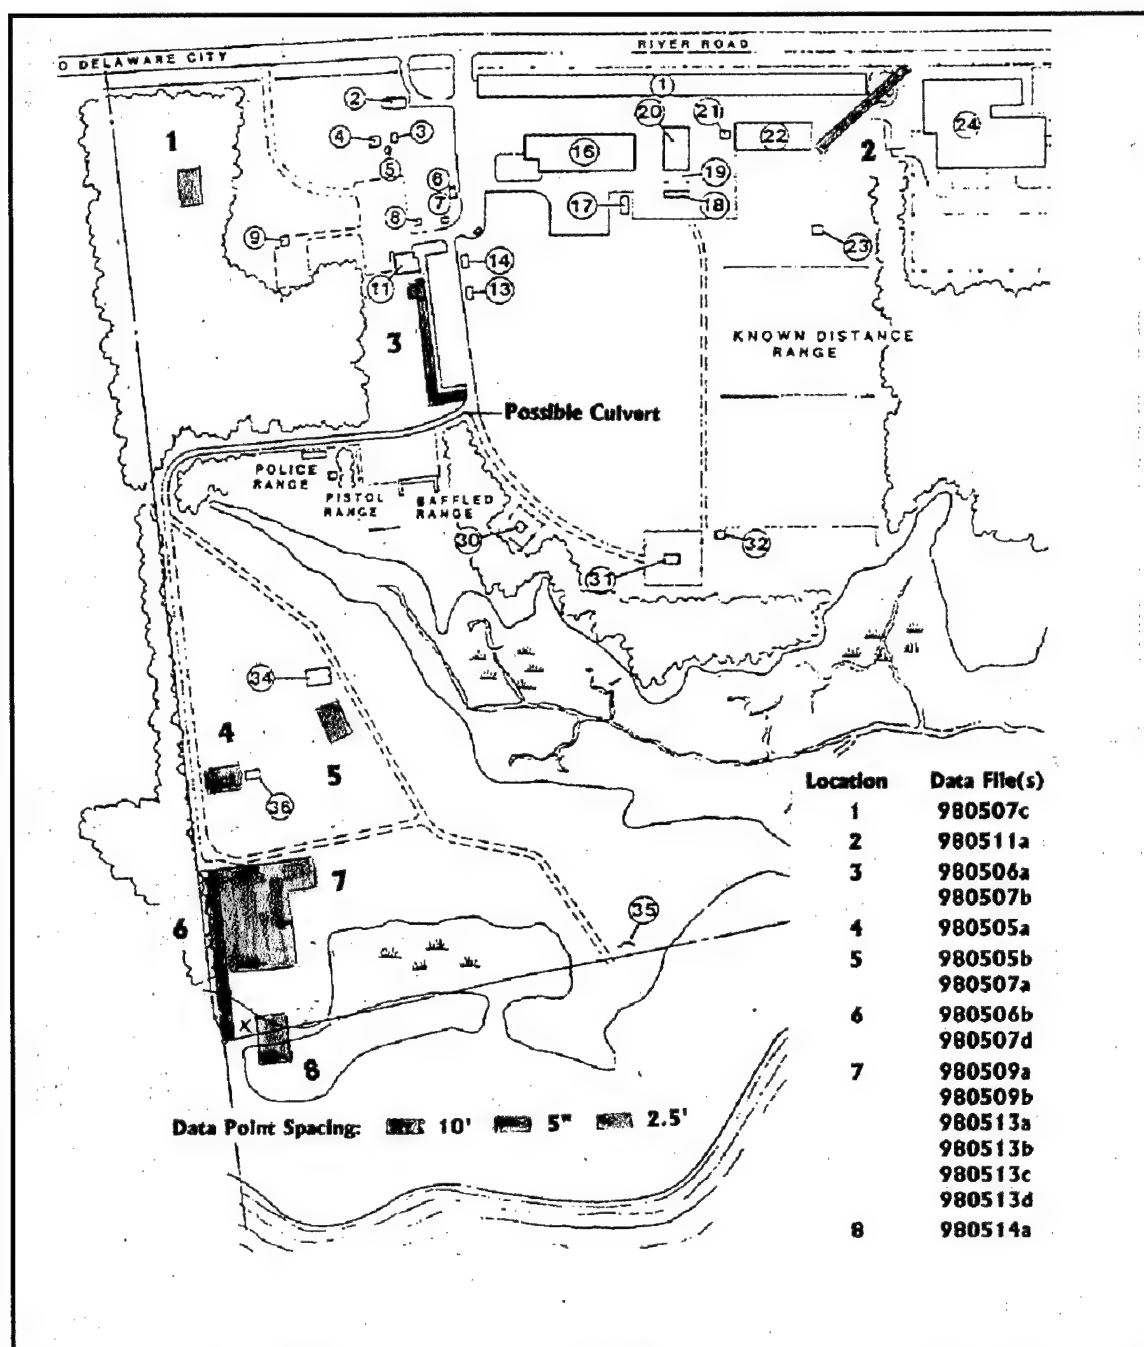 O DELAWARE CITY
RIVER ROAD
1
2
1
20
21
24
4
3
16
22
2
5
6
19
7
17
18
8
9
23
14
11
13
3
KNOWN DISTANCE
RANGE
Possible Culvert
POLICE
RANGE
PISTOL
RANGE
BAFFLED
RANGE
30
31
32
34
4
5
36
Location Data File(s)
1 980507c
2 980511a
3 980506a
980507b
4 980505a
5 980505b
980507a
6 980506b
980507d
7 980509a
980509b
980513a
980513b
980513c
980513d
8 980514a
7
35
6
X
8
Data Point Spacing: 10' 5" 2.5'